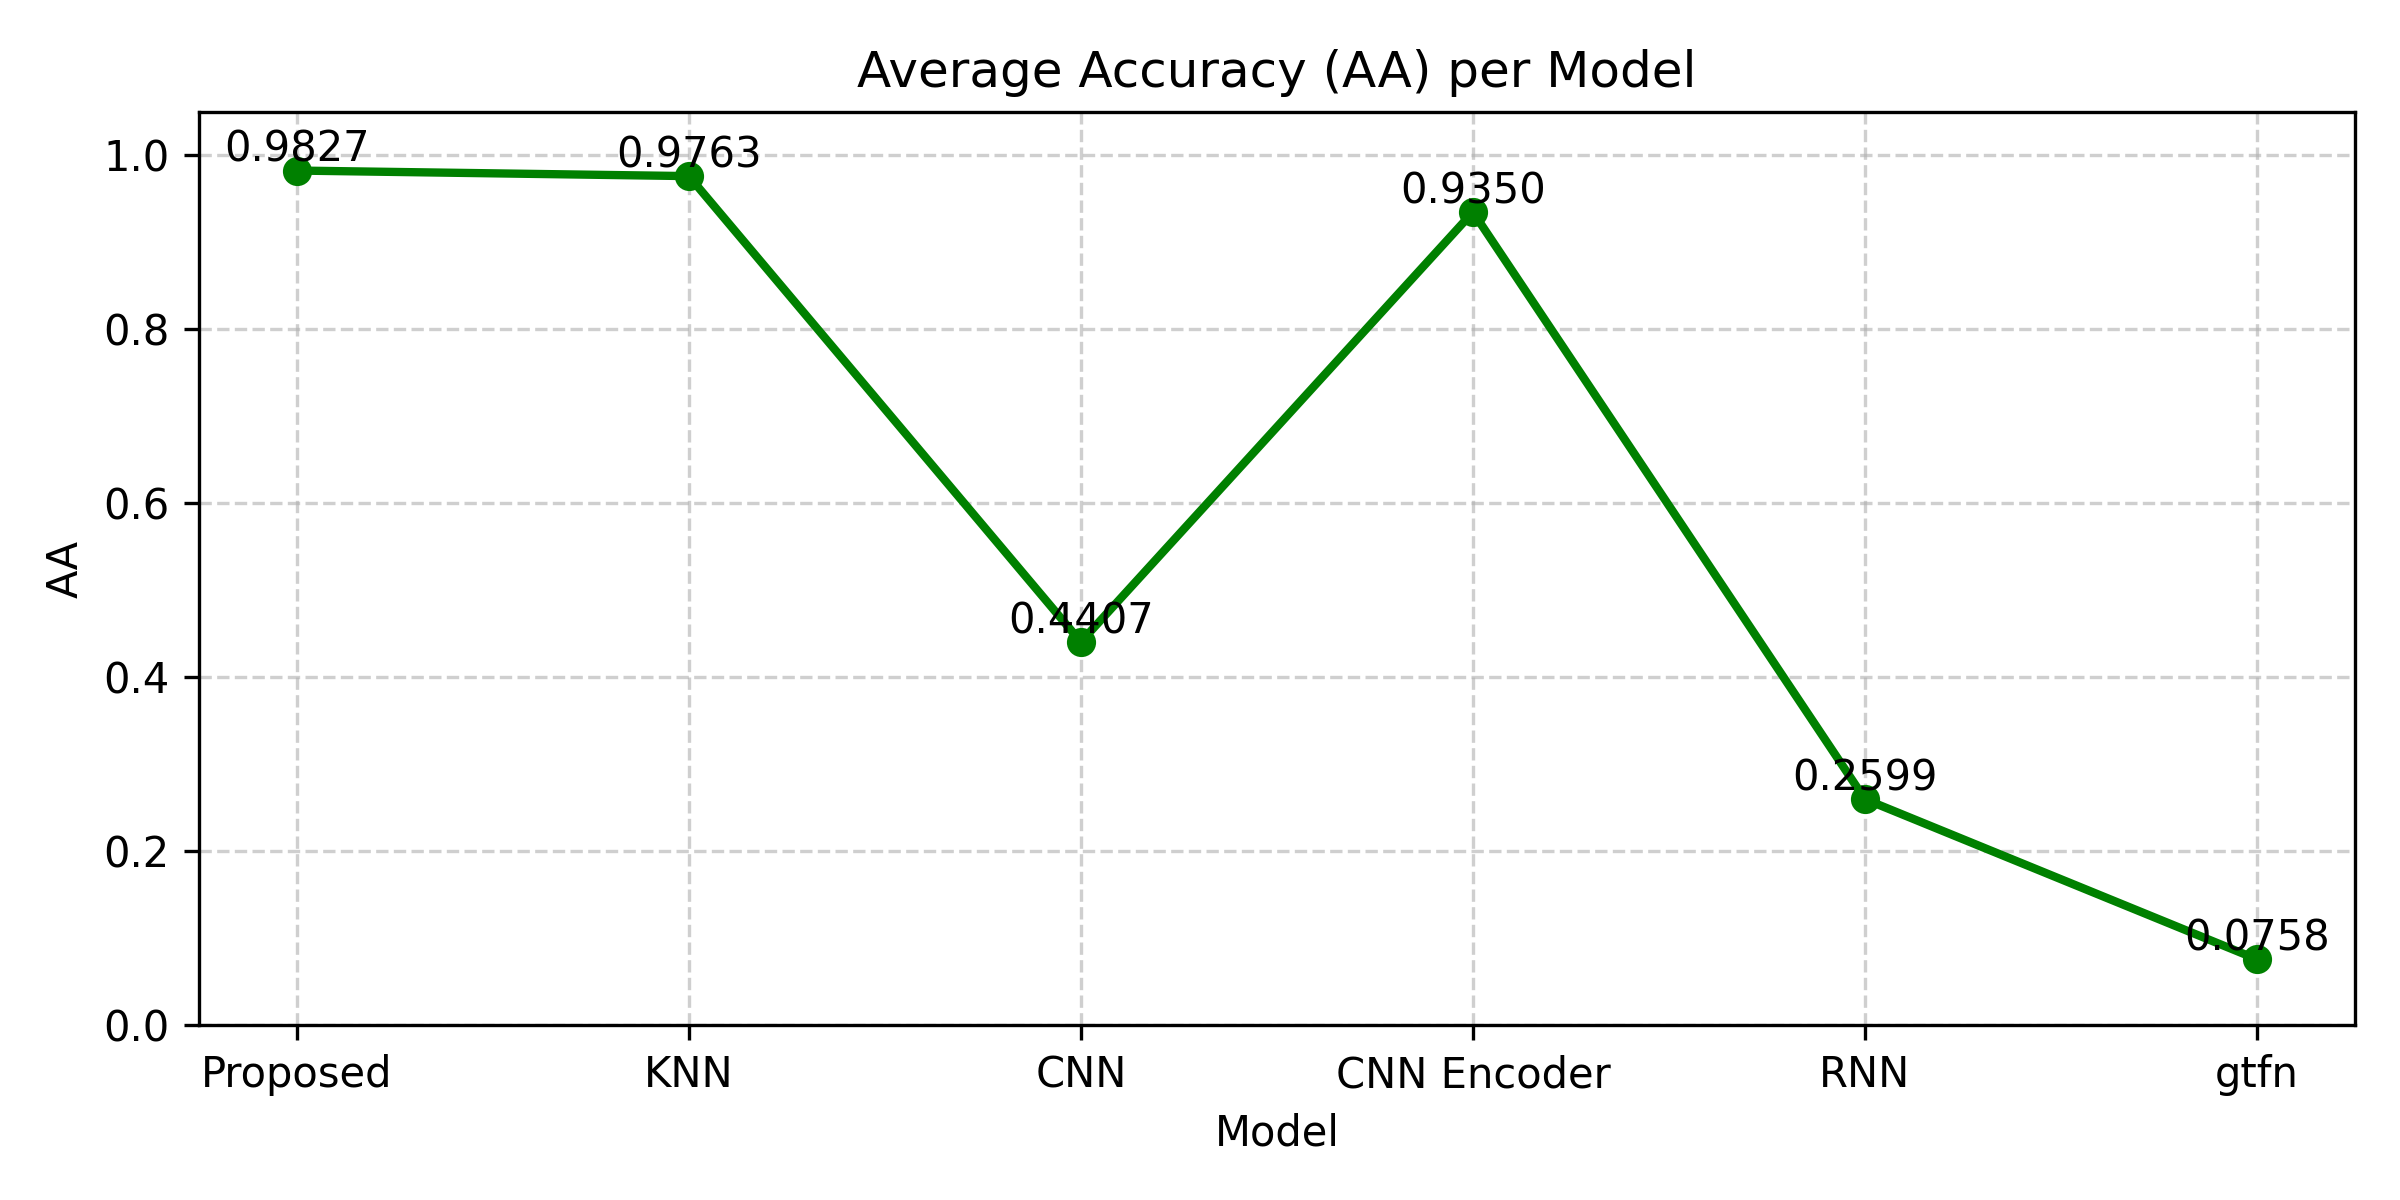 Average Accuracy (AA) per Model
AA
1.0
0.8
0.6
0.4
0.2
0.0
0.9827
0.9763
0.4407
0.9350
0.2599
0.0758
Proposed
KNN
CNN
CNN Encoder
RNN
gtfn
Model